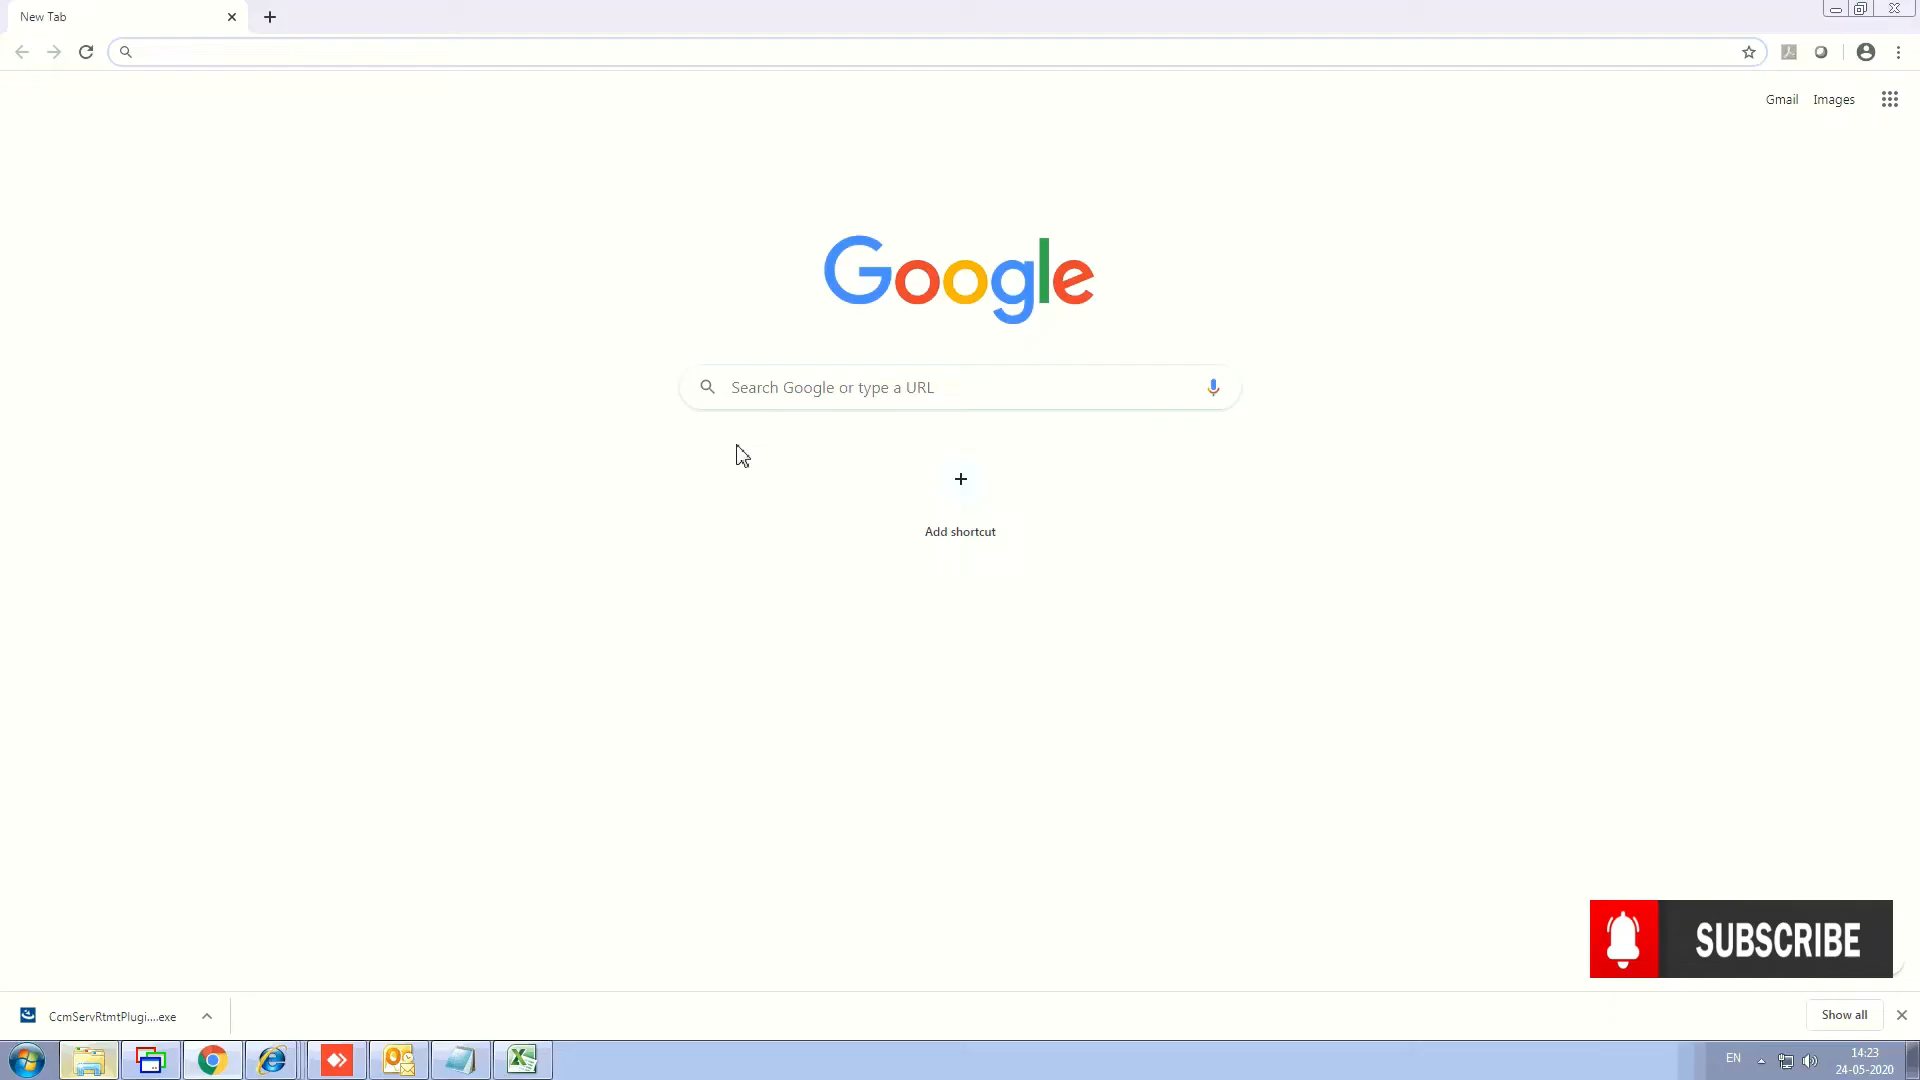 New Tab
Gmail Images
Google
Search Google or type a URL
Add shortcut
SUBSCRIBE
CcmServRtmtPlugi....exe
Show all
EN
14:23
24-05-2020